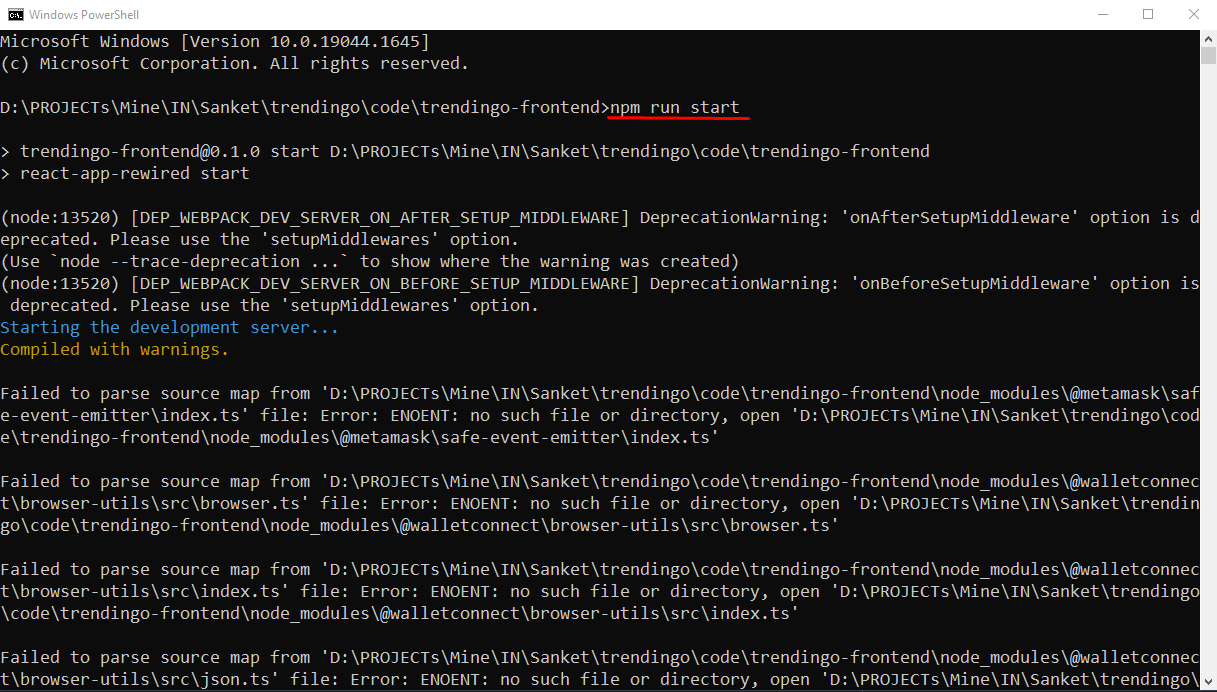 Windows PowerShell
Microsoft Windows [Version 10.0.19044.1645]
(c) Microsoft Corporation. All rights reserved.
D:\PROJECTs\Mine\IN\Sanket\trendingo\code\trendingo-frontend>npm run start
> trendingo-frontend@0.1.0 start D:\PROJECTs\Mine\IN\Sanket\trendingo\code\trendingo-frontend
> react-app-rewired start
(node:13520) [DEP_WEBPACK_DEV_SERVER_ON_AFTER_SETUP_MIDDLEWARE] DeprecationWarning: 'onAfterSetupMiddleware' option is d
eprecated. Please use the 'setupMiddlewares' option.
(Use `node --trace-deprecation ...` to show where the warning was created)
(node:13520) [DEP_WEBPACK_DEV_SERVER_ON_BEFORE_SETUP_MIDDLEWARE] DeprecationWarning: 'onBeforeSetupMiddleware' option is
 deprecated. Please use the 'setupMiddlewares' option.
Starting the development server...
Compiled with warnings.
Failed to parse source map from 'D:\PROJECTs\Mine\IN\Sanket\trendingo\code\trendingo-frontend\node_modules\@metamask\saf
e-event-emitter\index.ts' file: Error: ENOENT: no such file or directory, open 'D:\PROJECTs\Mine\IN\Sanket\trendingo\cod
e\trendingo-frontend\node_modules\@metamask\safe-event-emitter\index.ts'
Failed to parse source map from 'D:\PROJECTs\Mine\IN\Sanket\trendingo\code\trendingo-frontend\node_modules\@walletconnec
t\browser-utils\src\browser.ts' file: Error: ENOENT: no such file or directory, open 'D:\PROJECTs\Mine\IN\Sanket\trendin
go\code\trendingo-frontend\node_modules\@walletconnect\browser-utils\src\browser.ts'
Failed to parse source map from 'D:\PROJECTs\Mine\IN\Sanket\trendingo\code\trendingo-frontend\node_modules\@walletconnec
t\browser-utils\src\index.ts' file: Error: ENOENT: no such file or directory, open 'D:\PROJECTs\Mine\IN\Sanket\trendingo
\code\trendingo-frontend\node_modules\@walletconnect\browser-utils\src\index.ts'
Failed to parse source map from 'D:\PROJECTs\Mine\IN\Sanket\trendingo\code\trendingo-frontend\node_modules\@walletconnec
t\browser-utils\src\json.ts' file: Error: ENOENT: no such file or directory, open 'D:\PROJECTs\Mine\IN\Sanket\trendingo\